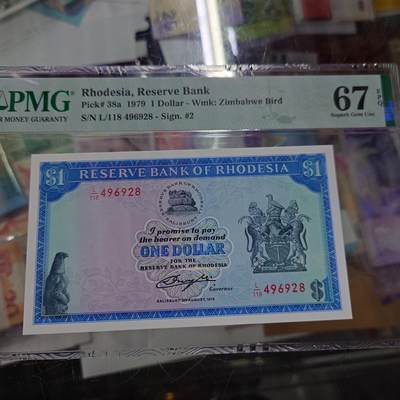 PMG
Rhodesia, Reserve Bank
Pick# 38a 1979 1 Dollar - Wmk: Zimbabwe Bird
S/N L/118 496928 - Sign. #2
67 EPQ
Superb Gem Unc
MONEY GUARANTY
$1 RESERVE BANK OF RHODESIA $1
L/118 496928
SALISBURY
I promise to pay
the bearer on demand
ONE DOLLAR
FOR THE
RESERVE BANK OF RHODESIA
Governor
L/118 496928
$